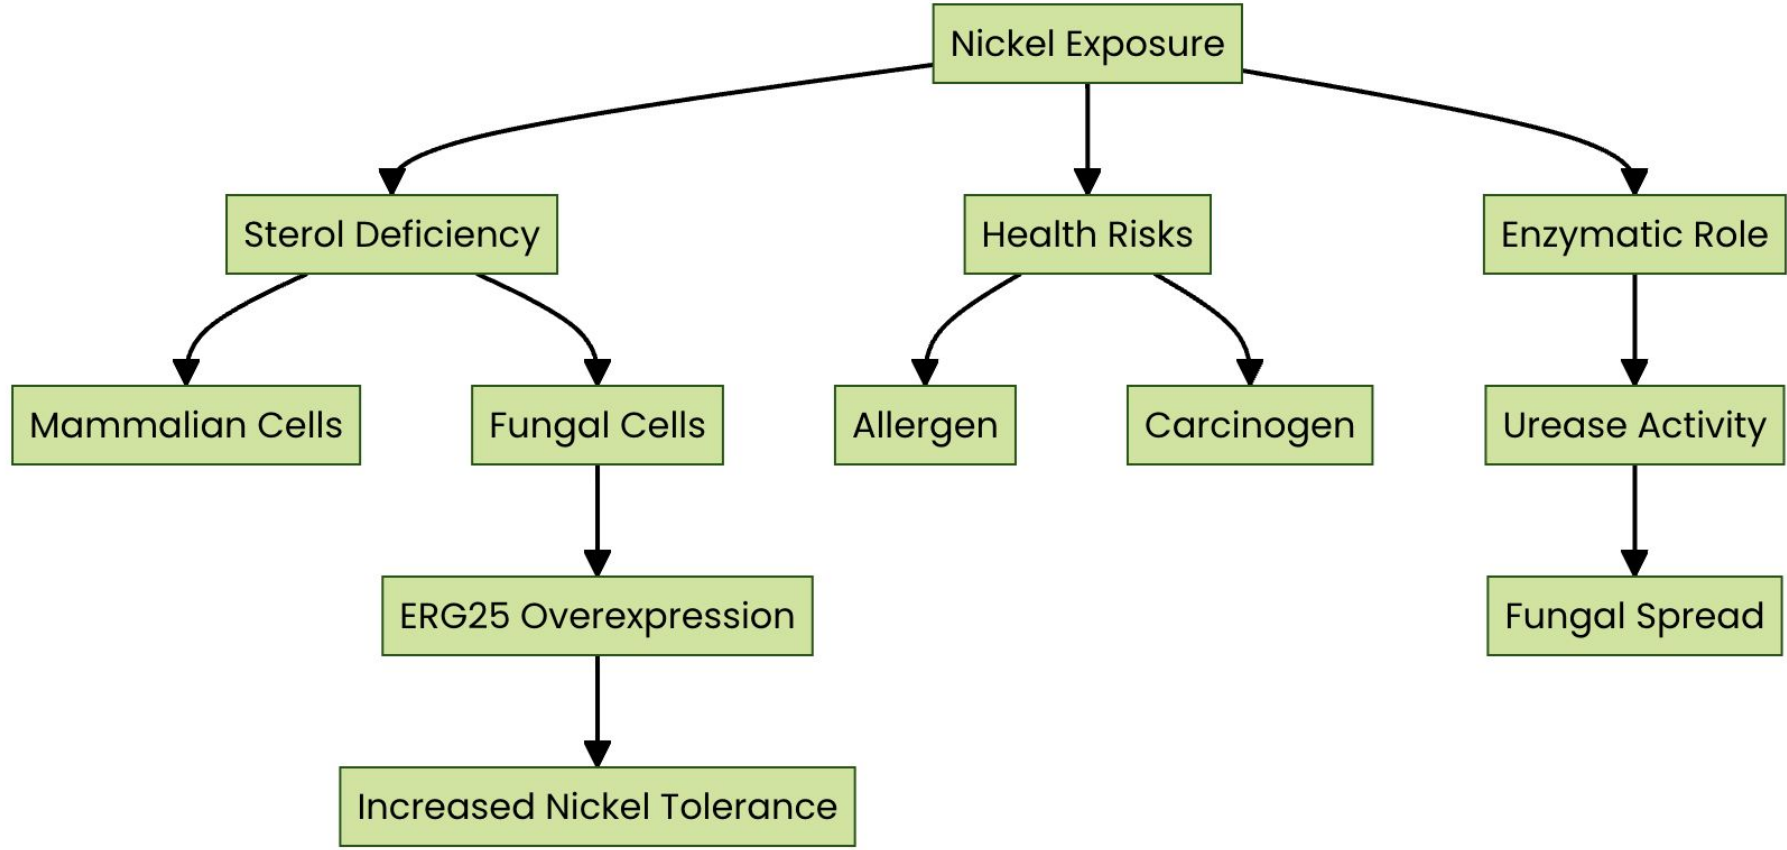 Nickel Exposure
Sterol Deficiency
Health Risks
Enzymatic Role
Mammalian Cells
Fungal Cells
Allergen
Carcinogen
Urease Activity
ERG25 Overexpression
Fungal Spread
Increased Nickel Tolerance